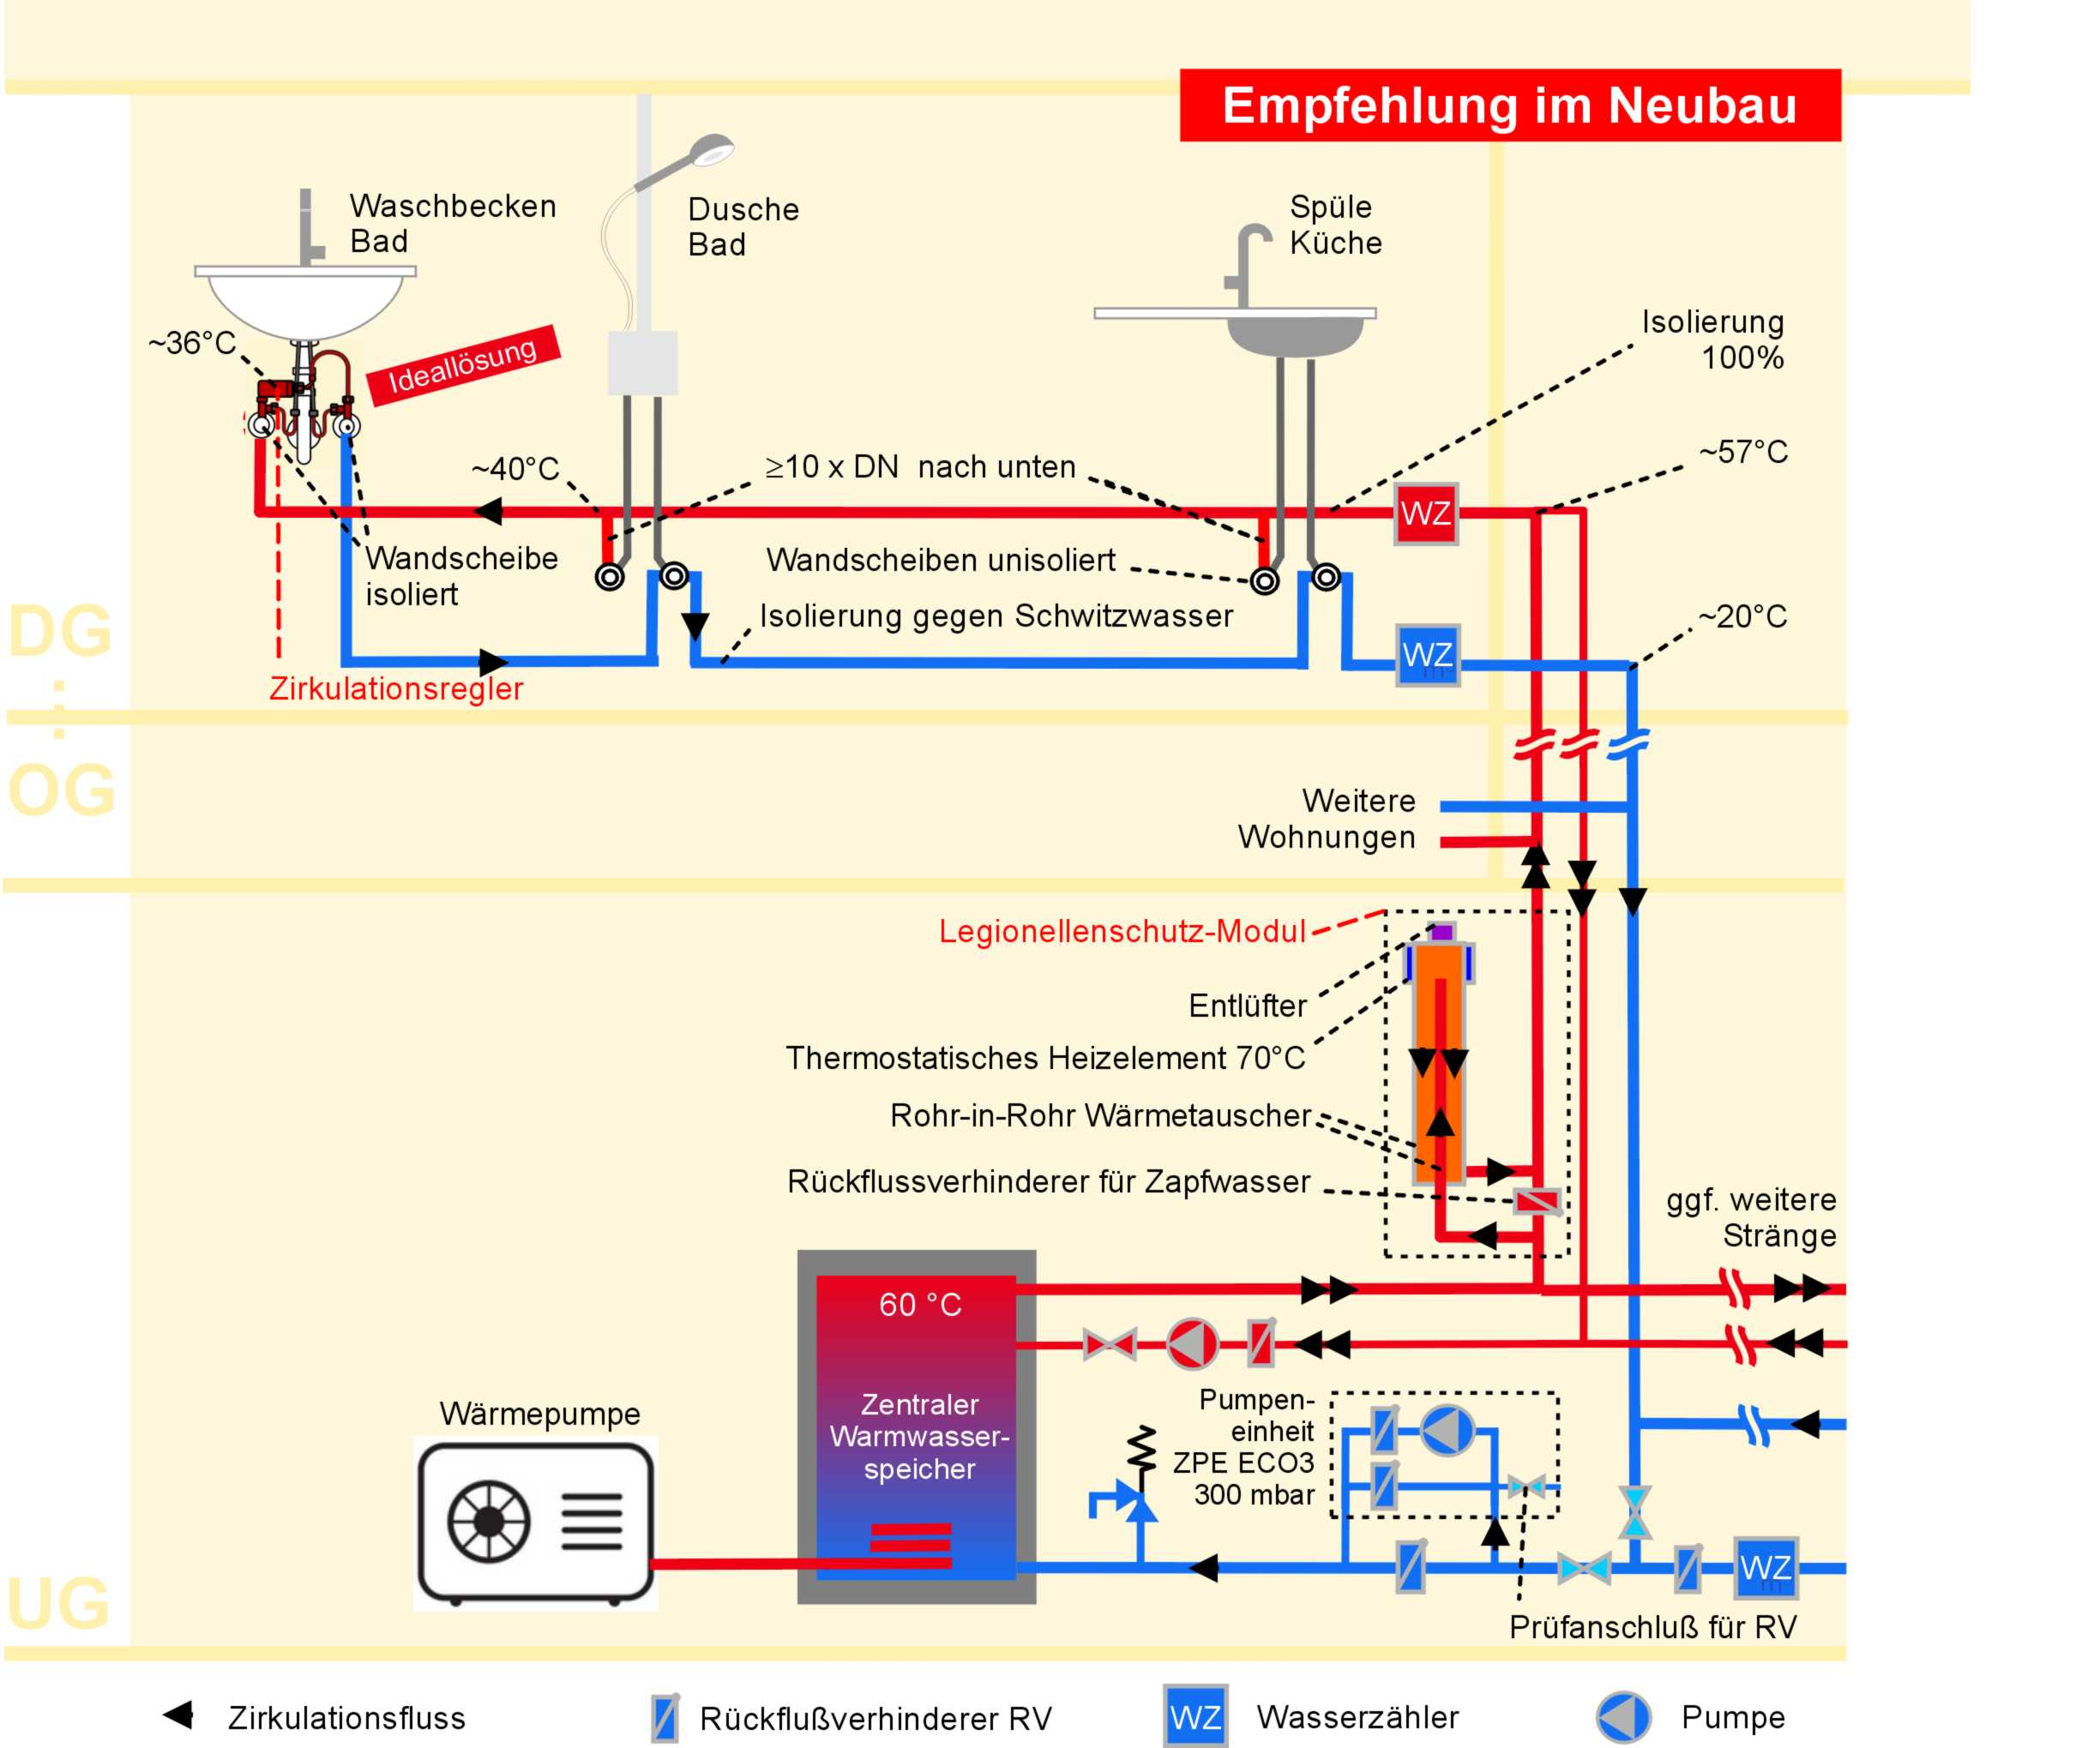 Empfehlung im Neubau
Waschbecken
Bad
Dusche
Bad
Spüle
Küche
~36°C
Ideallösung
Isolierung
100%
~40°C
≥10 x DN nach unten
~57°C
WZ
Wandscheibe
isoliert
Wandscheiben unisoliert
Isolierung gegen Schwitzwasser
~20°C
WZ
Zirkulationsregler
DG
:
OG
Weitere
Wohnungen
Legionellenschutz-Modul
Entlüfter
Thermostatisches Heizelement 70°C
Rohr-in-Rohr Wärmetauscher
Rückflussverhinderer für Zapfwasser
ggf. weitere
Stränge
60 °C
Zentraler
Warmwasser-
speicher
Wärmepumpe
Pumpen-
einheit
ZPE ECO3
300 mbar
WZ
Prüfanschluß für RV
UG
Zirkulationsfluss
Rückflußverhinderer RV
WZ
Wasserzähler
Pumpe